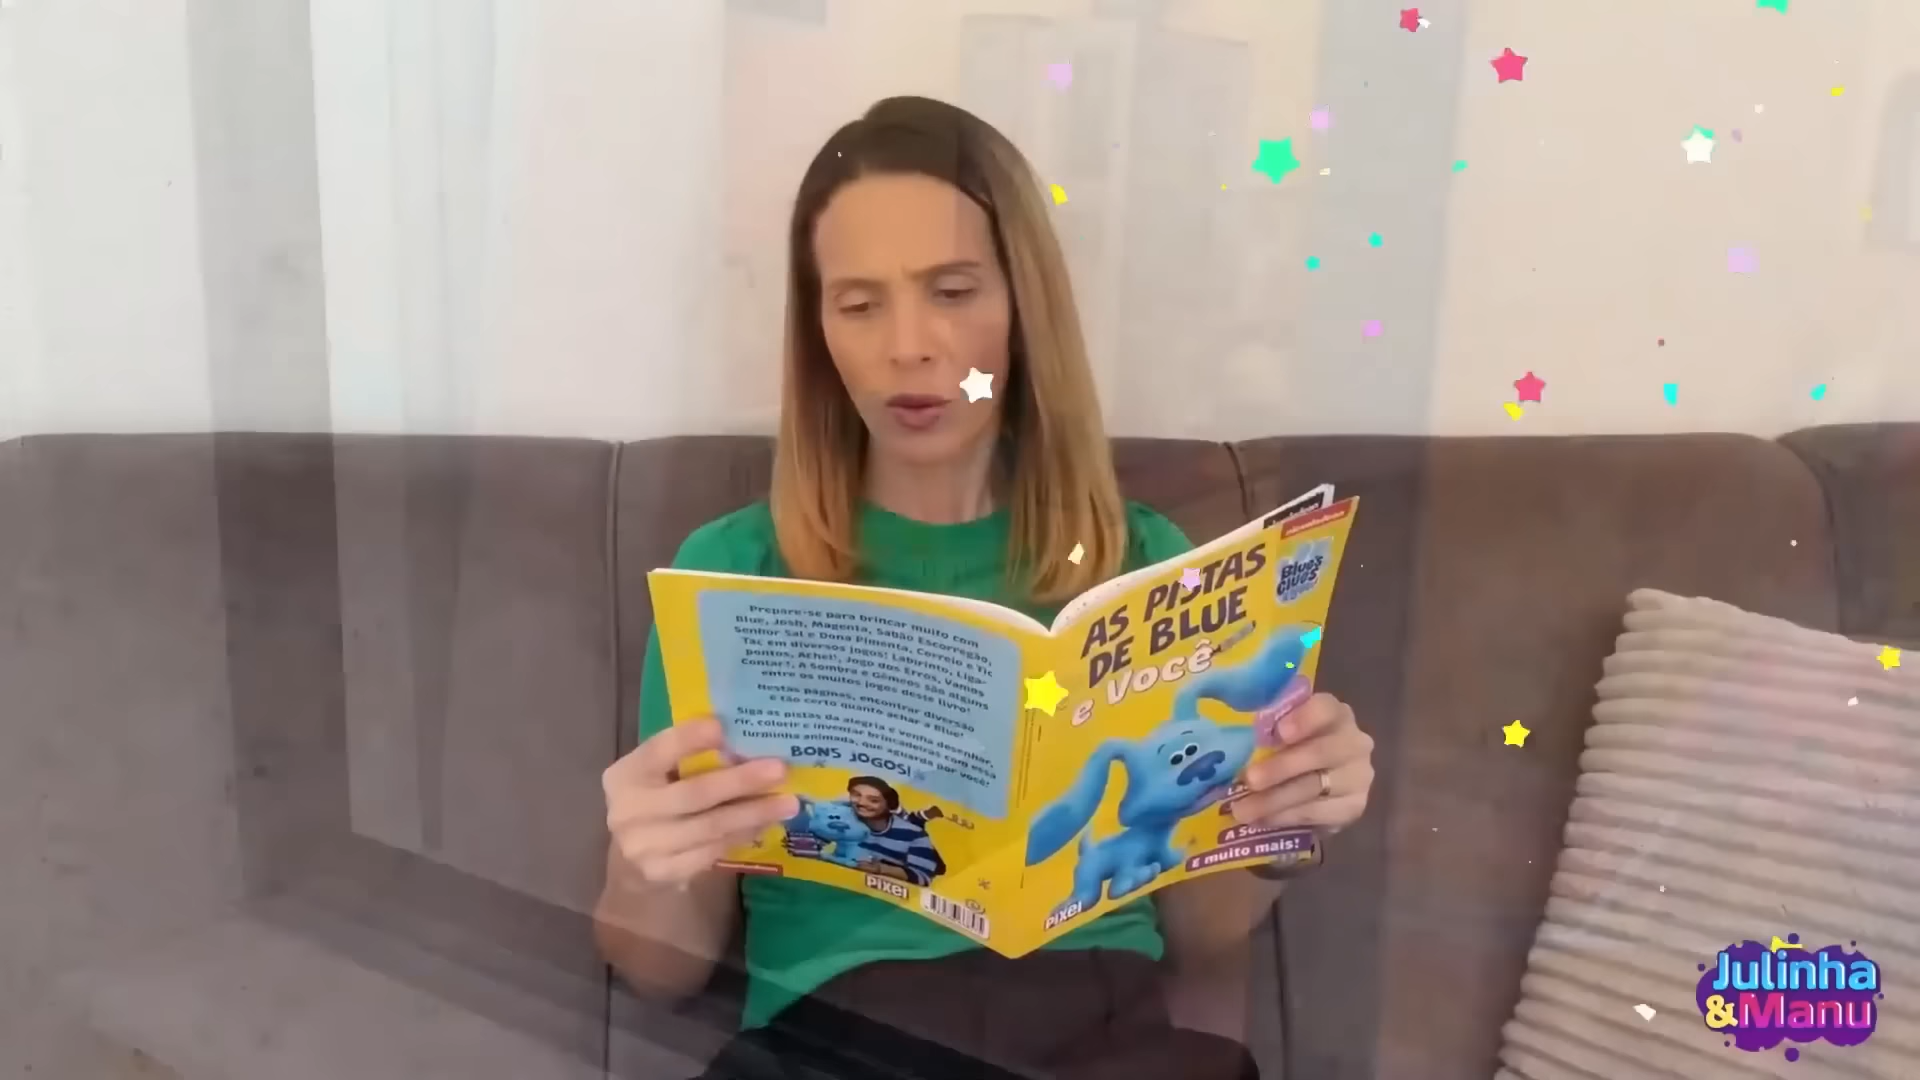 Prepare-se para brincar muito com
Blue, Josh, Magenta, Sabão Escorregão,
Senhor Sal e Dona Pimenta, Correio e Tic
Tac em diversos jogos! Labirinto, Liga-
pontos, Achei!, Jogo dos Erros, Vamos
Contar?, A Sombra e Gêmeos são alguns
entre os muitos jogos deste livro!
Nestas páginas, encontrar diversão
é tão certo quanto achar a Blue!
Siga as pistas da alegria e venha desenhar,
rir, colorir e inventar brincadeiras com essa
turminha animada, que aguarda por você!
BONS JOGOS!
Pixel
nickelodeon
Blue's
Clues
& You!
AS PISTAS
DE BLUE
e Você
E muito mais!
Pixel
Julinha
&Manu